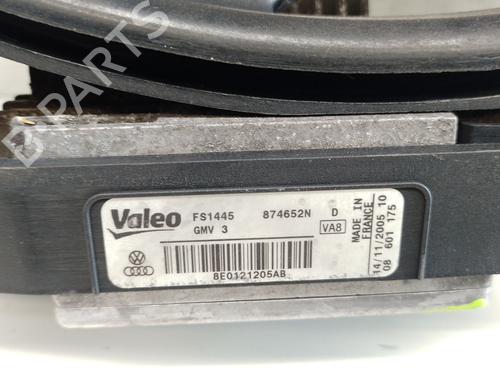 B-PARTS
Valeo FS1445 874652N D
GMV 3 VA8
8E0121205AB
MADE IN
FRANCE
14/11/2005 10
08 601 175